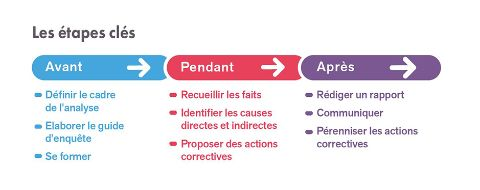 Les étapes clés
Avant
Définir le cadre
de l'analyse
Elaborer le guide
d'enquête
Se former
Pendant
Recueillir les faits
Identifier les causes
directes et indirectes
Proposer des actions
correctives
Après
Rédiger un rapport
Communiquer
Pérenniser les actions
correctives